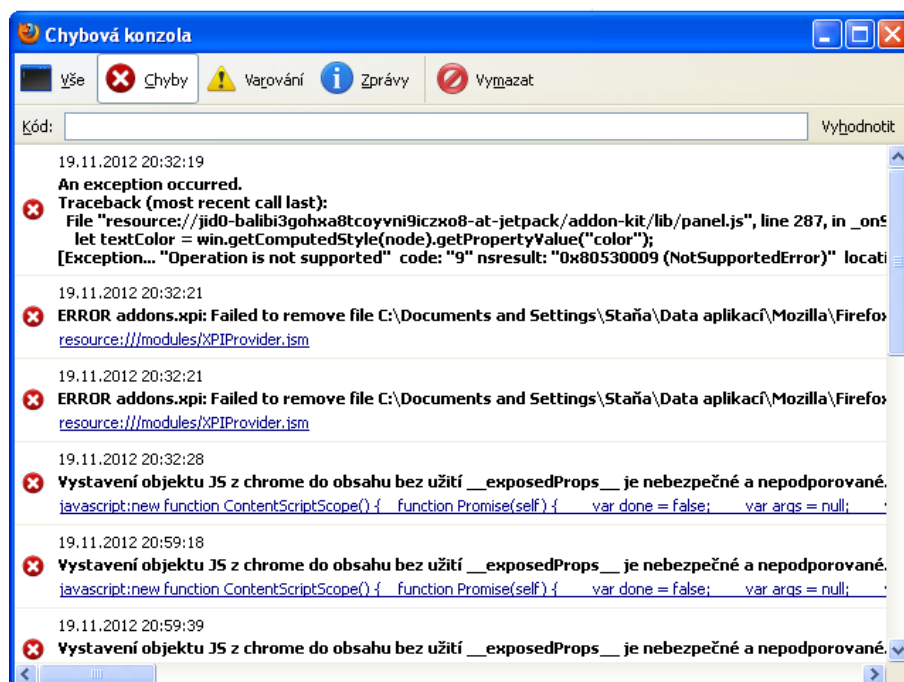 Chybová konzola
Vše Chyby Varování Zprávy Vymazat
Kód: Vyhodnotit
19.11.2012 20:32:19
An exception occurred.
Traceback (most recent call last):
File "resource://jid0-balibi3gohxa8tcoyvni9iczxo8-at-jetpack/addon-kit/lib/panel.js", line 287, in _onS
let textColor = win.getComputedStyle(node).getPropertyValue("color");
[Exception... "Operation is not supported" code: "9" nsresult: "0x80530009 (NotSupportedError)" locati
19.11.2012 20:32:21
ERROR addons.xpi: Failed to remove file C:\Documents and Settings\Staňa\Data aplikací\Mozilla\Firefox
resource:///modules/XPIProvider.jsm
19.11.2012 20:32:21
ERROR addons.xpi: Failed to remove file C:\Documents and Settings\Staňa\Data aplikací\Mozilla\Firefox
resource:///modules/XPIProvider.jsm
19.11.2012 20:32:28
Vystavení objektu JS z chrome do obsahu bez užití __exposedProps__ je nebezpečné a nepodporované.
javascript:new function ContentScriptScope() { function Promise(self) { var done = false; var args = null;
19.11.2012 20:59:18
Vystavení objektu JS z chrome do obsahu bez užití __exposedProps__ je nebezpečné a nepodporované.
javascript:new function ContentScriptScope() { function Promise(self) { var done = false; var args = null;
19.11.2012 20:59:39
Vystavení objektu JS z chrome do obsahu bez užití __exposedProps__ je nebezpečné a nepodporované.